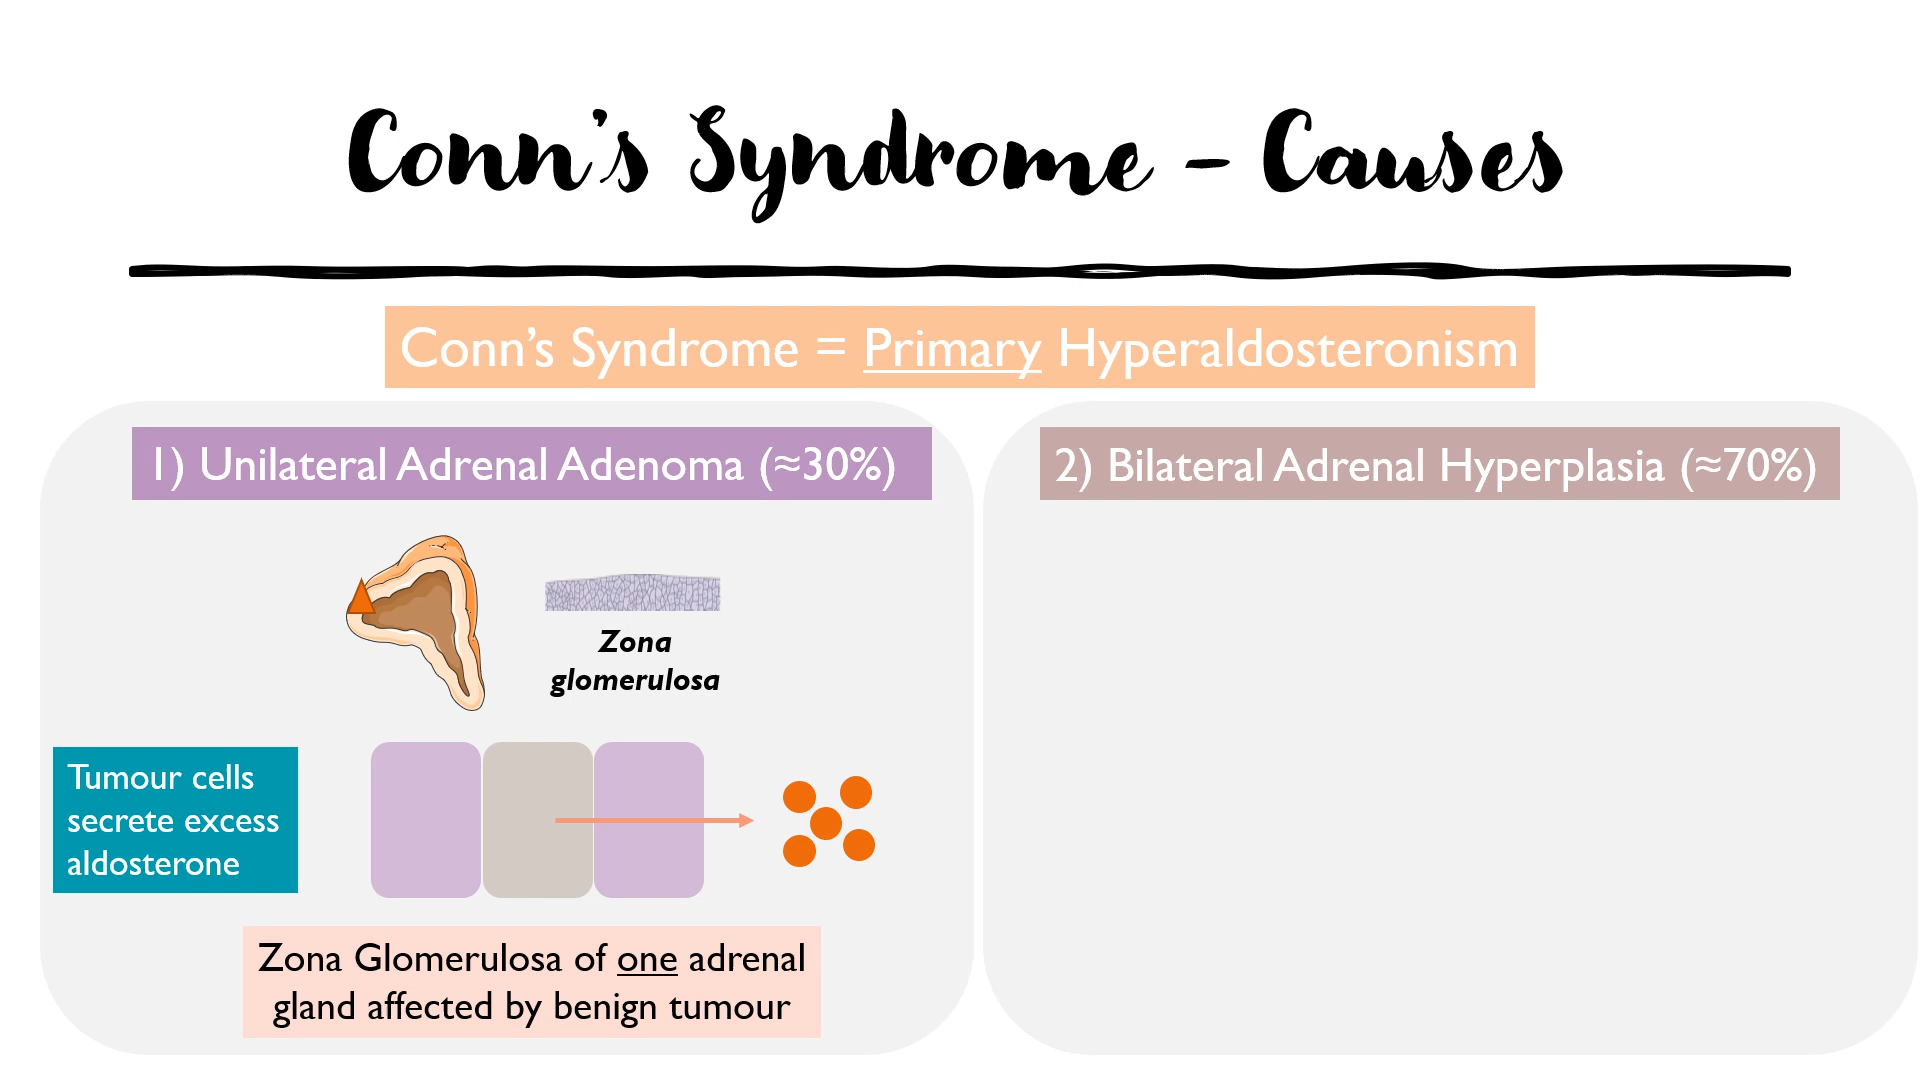 Conn's Syndrome - Causes
Conn's Syndrome = Primary Hyperaldosteronism
1) Unilateral Adrenal Adenoma (≈30%)
Zona
glomerulosa
Tumour cells
secrete excess
aldosterone
Zona Glomerulosa of one adrenal
gland affected by benign tumour
2) Bilateral Adrenal Hyperplasia (≈70%)